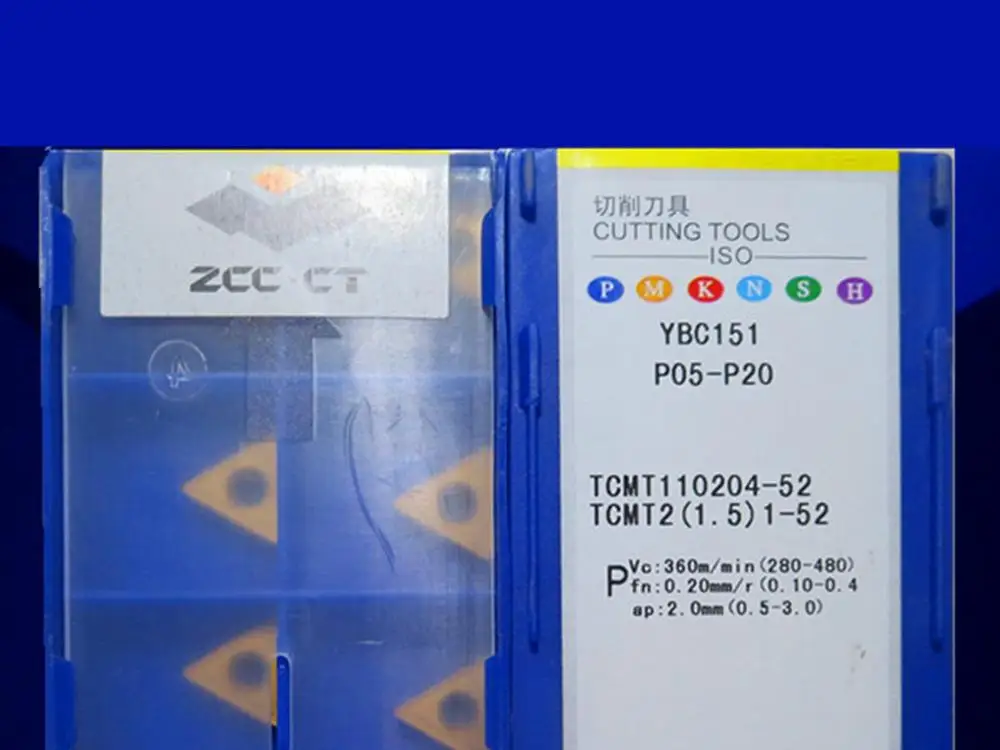 ZCC·CT
4
切削刀具
CUTTING TOOLS
ISO
P M K N S H
YBC151
P05-P20
TCMT110204-52
TCMT2(1.5)1-52
P
Vc:360m/min(280-480)
fn:0.20mm/r(0.10-0.4
ap:2.0mm(0.5-3.0)